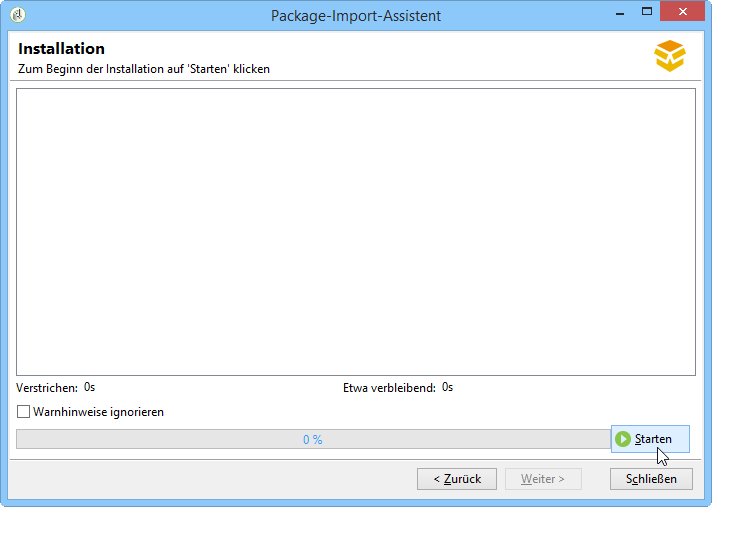 Package-Import-Assistent
Installation
Zum Beginn der Installation auf 'Starten' klicken
Verstrichen: 0s Etwa verbleibend: 0s
Warnhinweise ignorieren
0 % Starten
< Zurück Weiter > Schließen